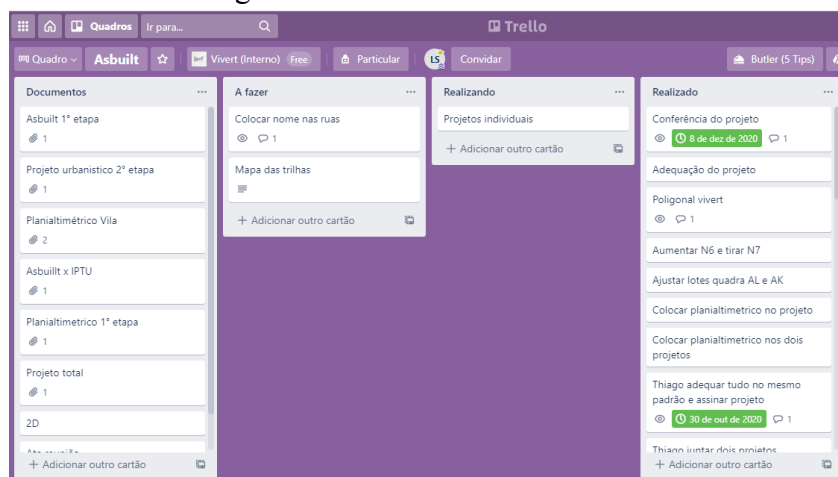 Quadros
Ir para...
Trello
Quadro
Asbuilt
Vivert (Interno) Free
Particular
LS
Convidar
Butler (5 Tips)
Documentos
Asbuilt 1° etapa
1
Projeto urbanistico 2° etapa
1
Planialtimétrico Vila
2
Asbuillt x IPTU
1
Planialtimetrico 1° etapa
1
Projeto total
1
2D
+ Adicionar outro cartão
A fazer
Colocar nome nas ruas
1
Mapa das trilhas
+ Adicionar outro cartão
Realizando
Projetos individuais
+ Adicionar outro cartão
Realizado
Conferência do projeto
8 de dez de 2020 1
Adequação do projeto
Poligonal vivert
1
Aumentar N6 e tirar N7
Ajustar lotes quadra AL e AK
Colocar planialtimetrico no projeto
Colocar planialtimetrico nos dois
projetos
Thiago adequar tudo no mesmo
padrão e assinar projeto
30 de out de 2020 1
Thiago juntar dois projetos
+ Adicionar outro cartão